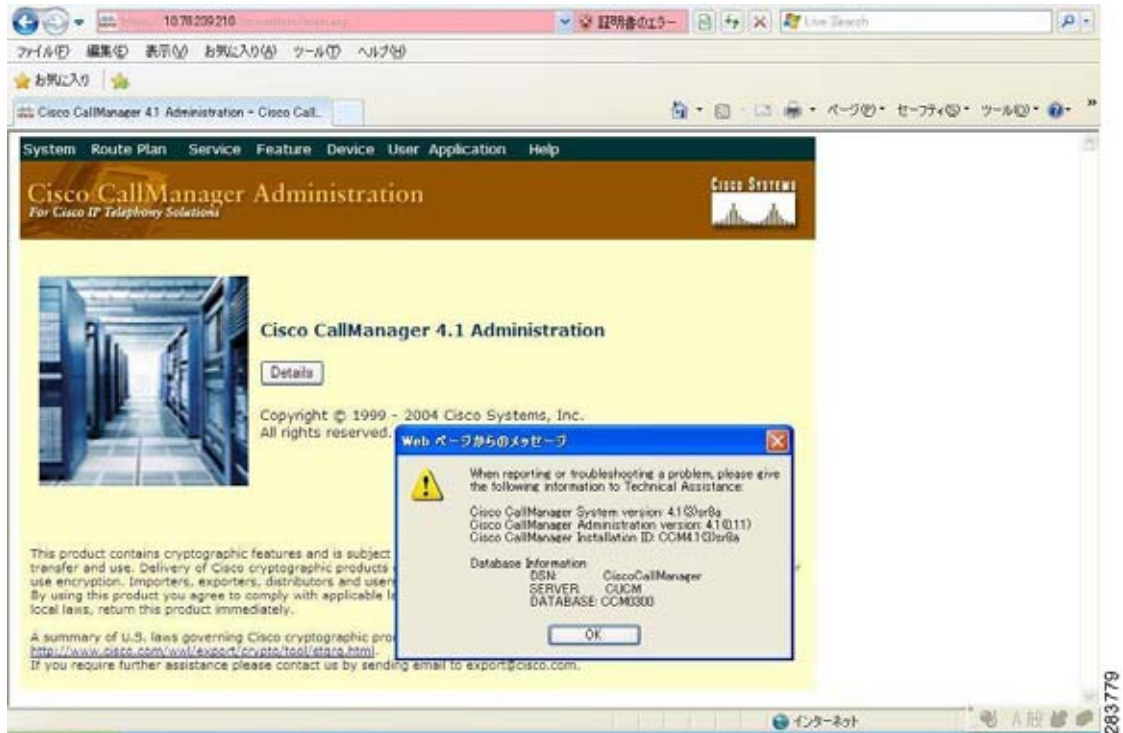 10.78.239.210
証明書のエラー
Live Search
ファイル(F) 編集(E) 表示(V) お気に入り(A) ツール(T) ヘルプ(H)
お気に入り
Cisco CallManager 4.1 Administration - Cisco Call...
ページ(P) セーフティ(S) ツール(O)
System Route Plan Service Feature Device User Application Help
Cisco CallManager Administration
For Cisco IP Telephony Solutions
CISCO SYSTEMS
Cisco CallManager 4.1 Administration
Details
Copyright © 1999 - 2004 Cisco Systems, Inc.
All rights reserved.
Web ページからのメッセージ
When reporting or troubleshooting a problem, please give
the following information to Technical Assistance:
Cisco CallManager System version: 4.1(3)sr8a
Cisco CallManager Administration version: 4.1(0.11)
Cisco CallManager Installation ID: CCM4.1(3)sr8a
Database Information
DSN: CiscoCallManager
SERVER: CUCM
DATABASE: CCM0300
OK
This product contains cryptographic features and is subject
transfer and use. Delivery of Cisco cryptographic products
use encryption. Importers, exporters, distributors and users
By using this product you agree to comply with applicable
local laws, return this product immediately.
A summary of U.S. laws governing Cisco cryptographic
http://www.cisco.com/wwl/export/crypto/tool/stqrg.html.
If you require further assistance please contact us by sending email to export@cisco.com.
インターネット
A 般
283779